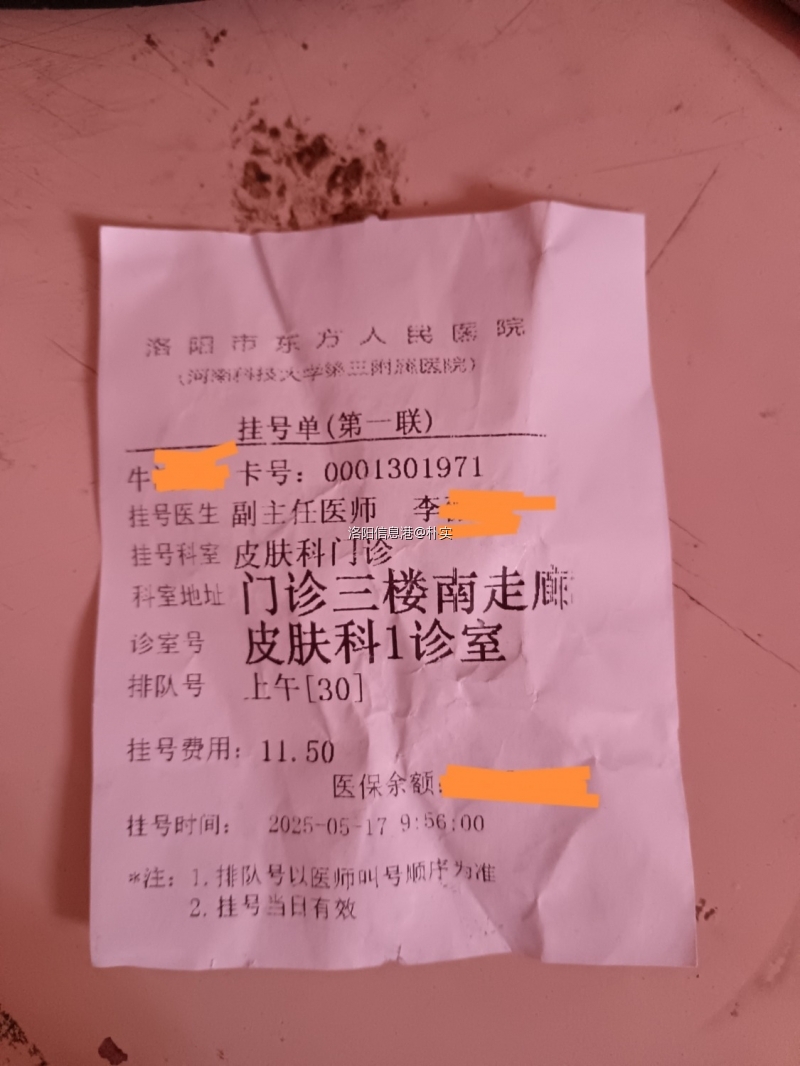 洛阳市东方人民医院
(河南科技大学第三附属医院)
挂号单(第一联)
牛 卡号：0001301971
挂号医生 副主任医师 李
洛阳信息港@朴实
挂号科室 皮肤科门诊
科室地址 门诊三楼南走廊
诊室号 皮肤科1诊室
排队号 上午[30]
挂号费用：11.50
医保余额：
挂号时间： 2025-05-17 9:56:00
*注：1.排队号以医师叫号顺序为准
2.挂号当日有效